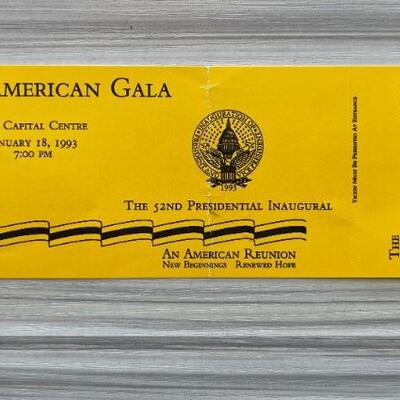 AMERICAN GALA
CAPITAL CENTRE
NUARY 18, 1993
7:00 PM
1993
THE 52ND PRESIDENTIAL INAUGURAL
AN AMERICAN REUNION
NEW BEGINNINGS RENEWED HOPE
TICKET MUST BE PRESENTED AT ENTRANCE
THE